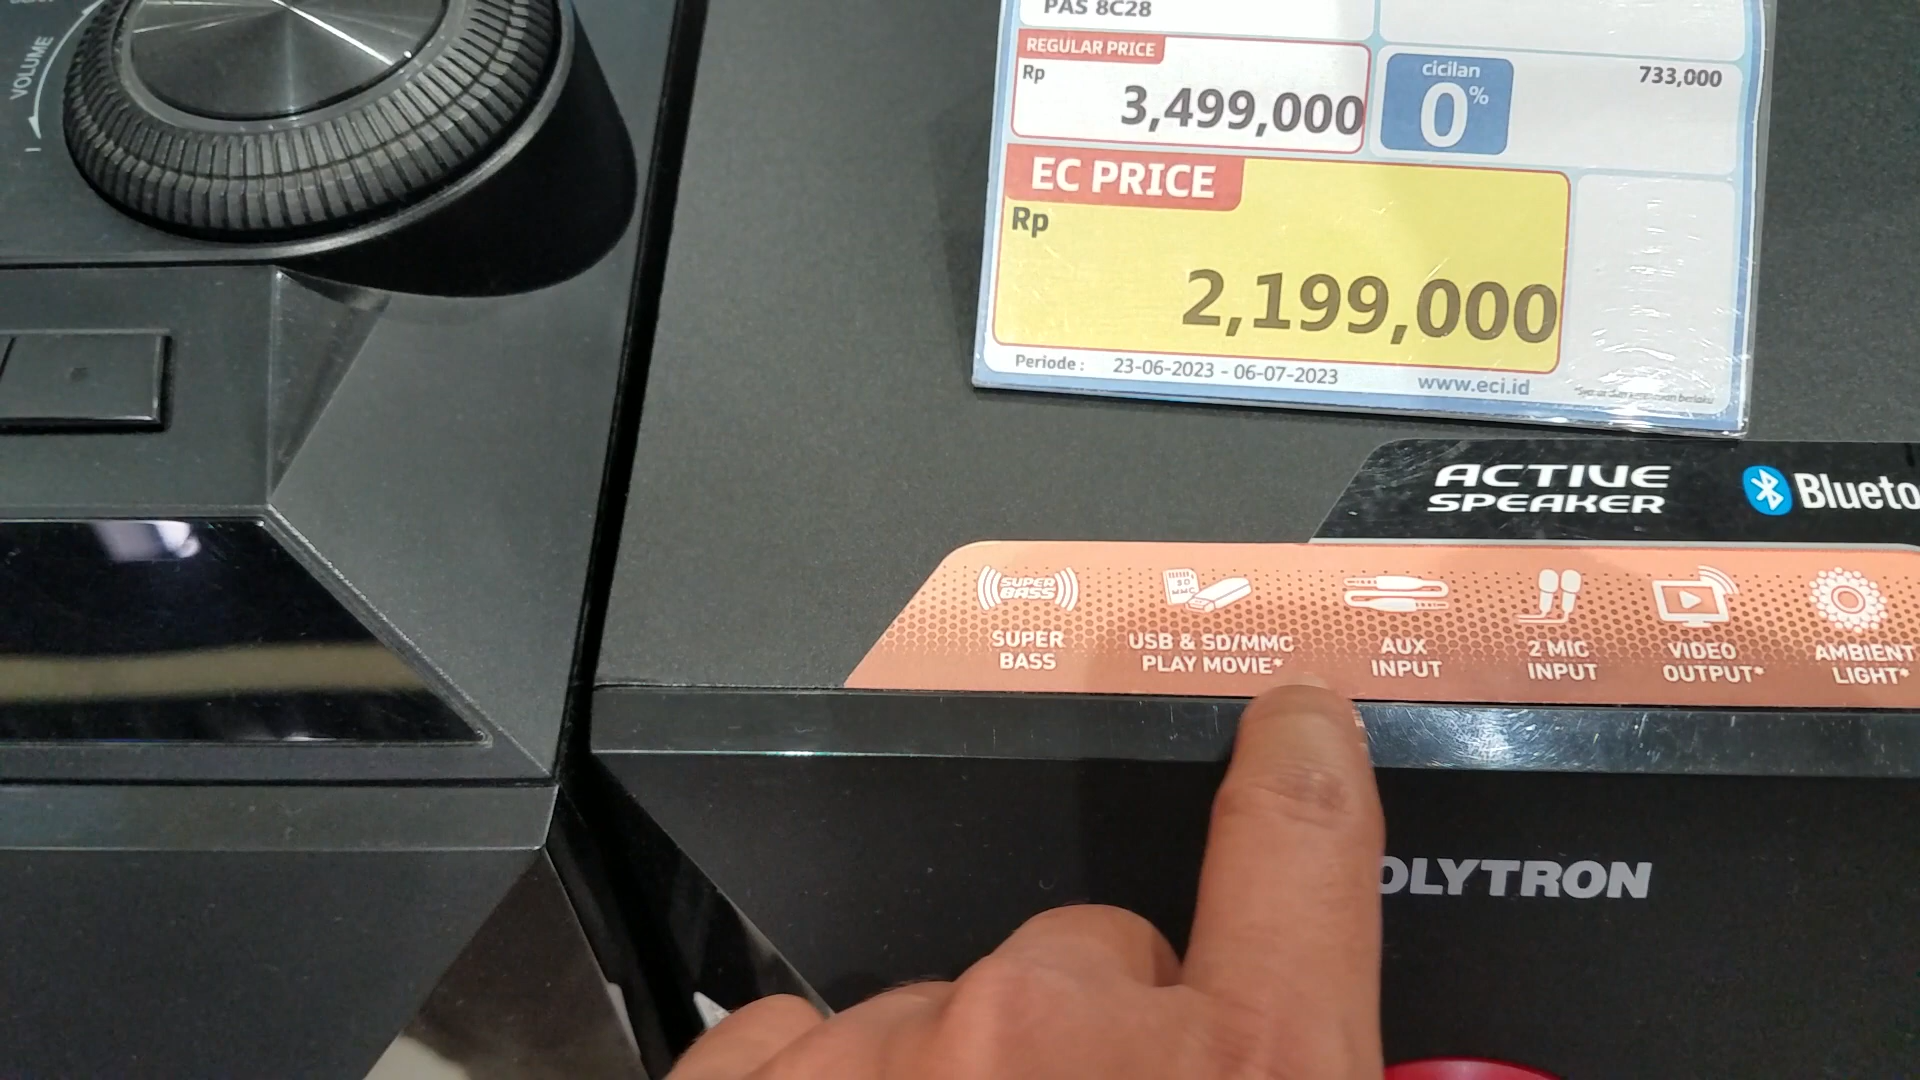 VOLUME
PAS 8C28
REGULAR PRICE
Rp
3,499,000
cicilan
0%
733,000
EC PRICE
Rp
2,199,000
Periode : 23-06-2023 - 06-07-2023
www.eci.id
ACTIVE
SPEAKER
Blueto
SUPER
BASS
SD
MMC
SUPER
BASS
USB & SD/MMC
PLAY MOVIE*
AUX
INPUT
2 MIC
INPUT
VIDEO
OUTPUT*
AMBIENT
LIGHT*
OLYTRON